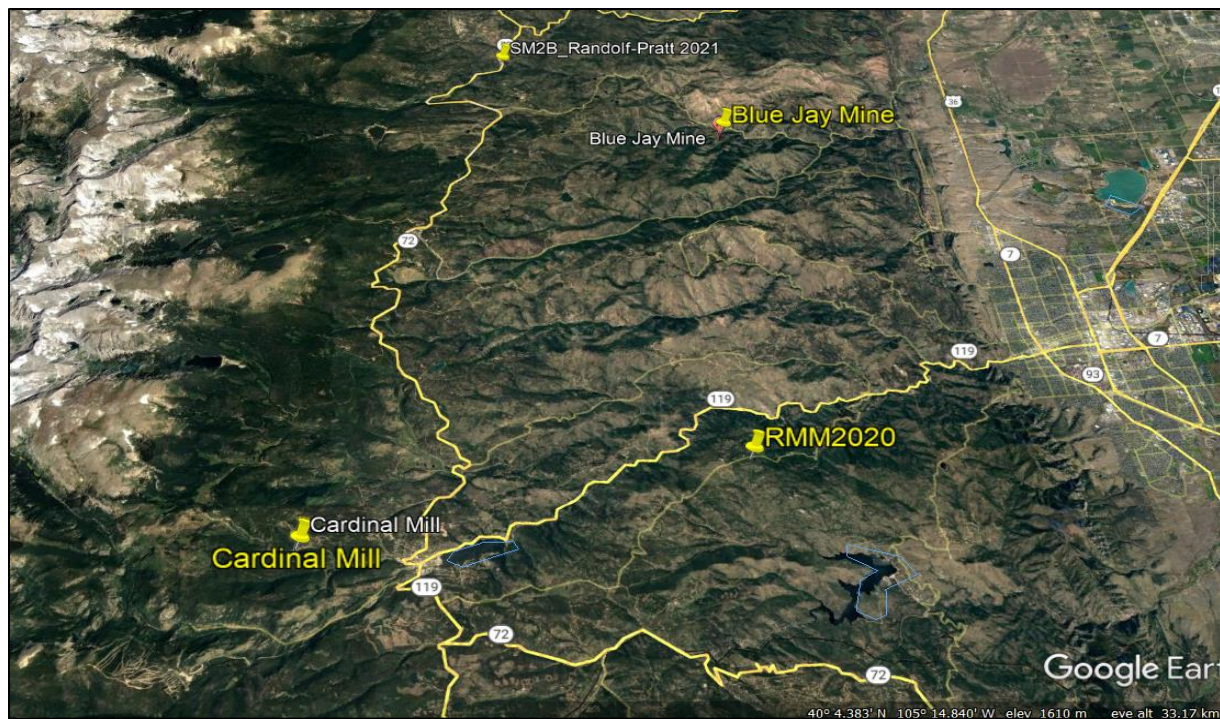 SM2B_Randolf-Pratt 2021
36
Blue Jay Mine
Blue Jay Mine
72
7
119
7
93
119
RMM2020
Cardinal Mill
Cardinal Mill
119
72
72
Google Eart
40° 4.383' N 105° 14.840' W elev 1610 m eye alt 33.17 km